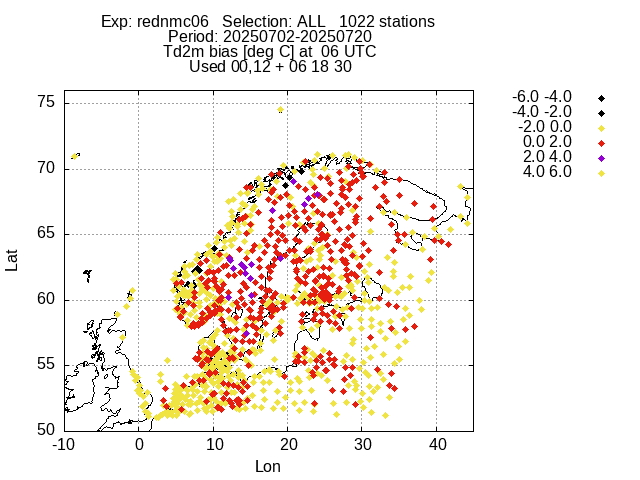 Exp: rednmc06   Selection: ALL   1022 stations
Period: 20250702-20250720
Td2m bias [deg C] at  06 UTC
Used 00,12 + 06 18 30
-6.0 -4.0
-4.0 -2.0
-2.0 0.0
0.0 2.0
2.0 4.0
4.0 6.0
75
70
65
60
55
50
Lat
-10 0 10 20 30 40
Lon